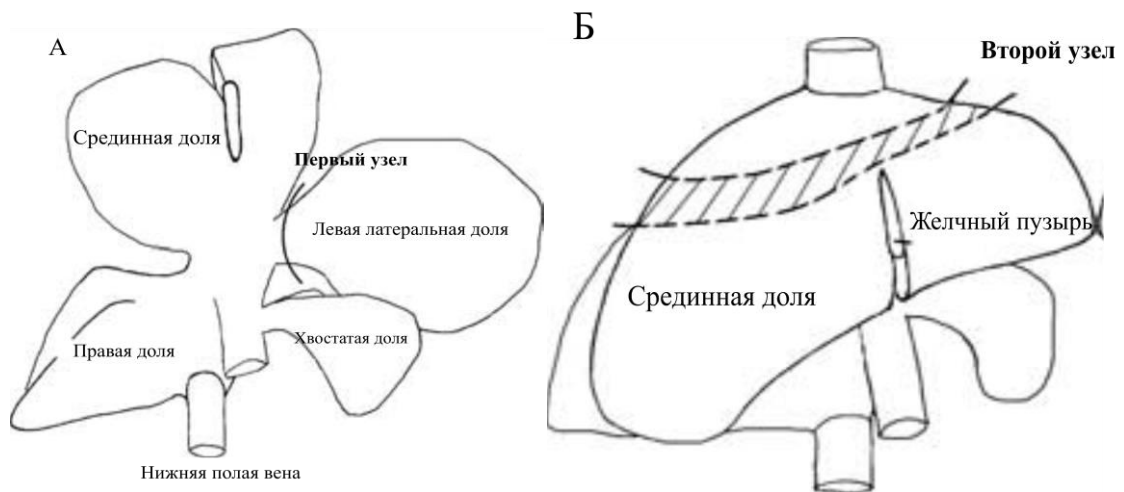 А
Срединная доля
Первый узел
Левая латеральная доля
Правая доля
Хвостатая доля
Нижняя полая вена
Б
Второй узел
Желчный пузырь
Срединная доля